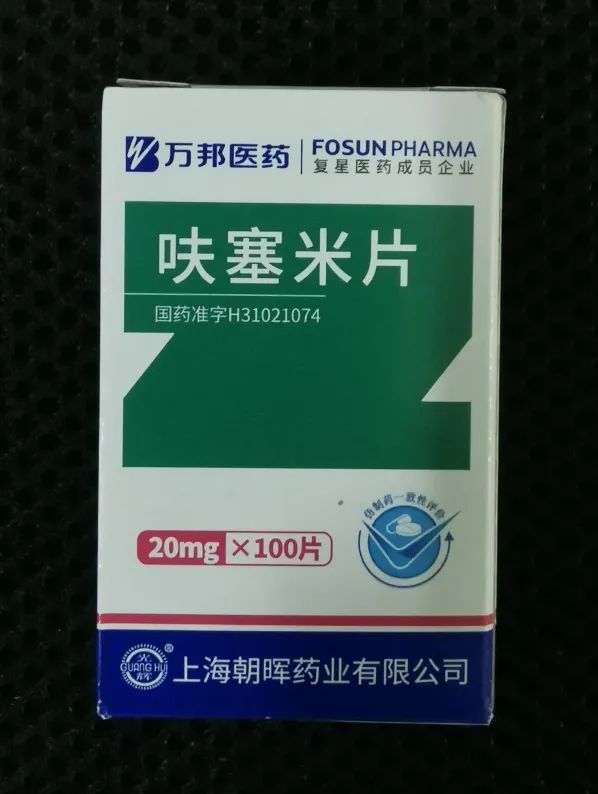 万邦医药
FOSUN PHARMA
复星医药成员企业
呋塞米片
国药准字H31021074
仿制药一致性评价
20mg ×100片
光
GUANG HUI
辉
®
上海朝晖药业有限公司